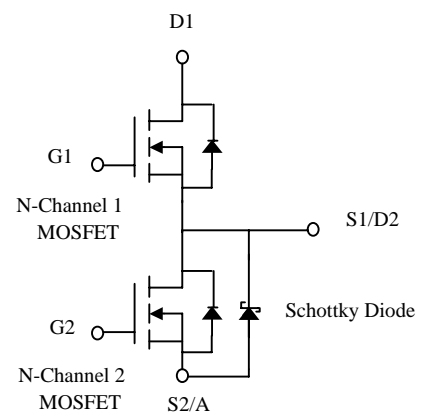 D1
G1
N-Channel 1
MOSFET
S1/D2
Schottky Diode
G2
N-Channel 2
MOSFET
S2/A